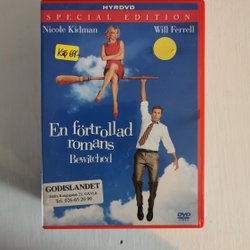 HYRDVD
SPECIAL EDITION
Nicole Kidman
Will Ferrell
En förtrollad
romans
Bewitched
GODISLANDET
DVD